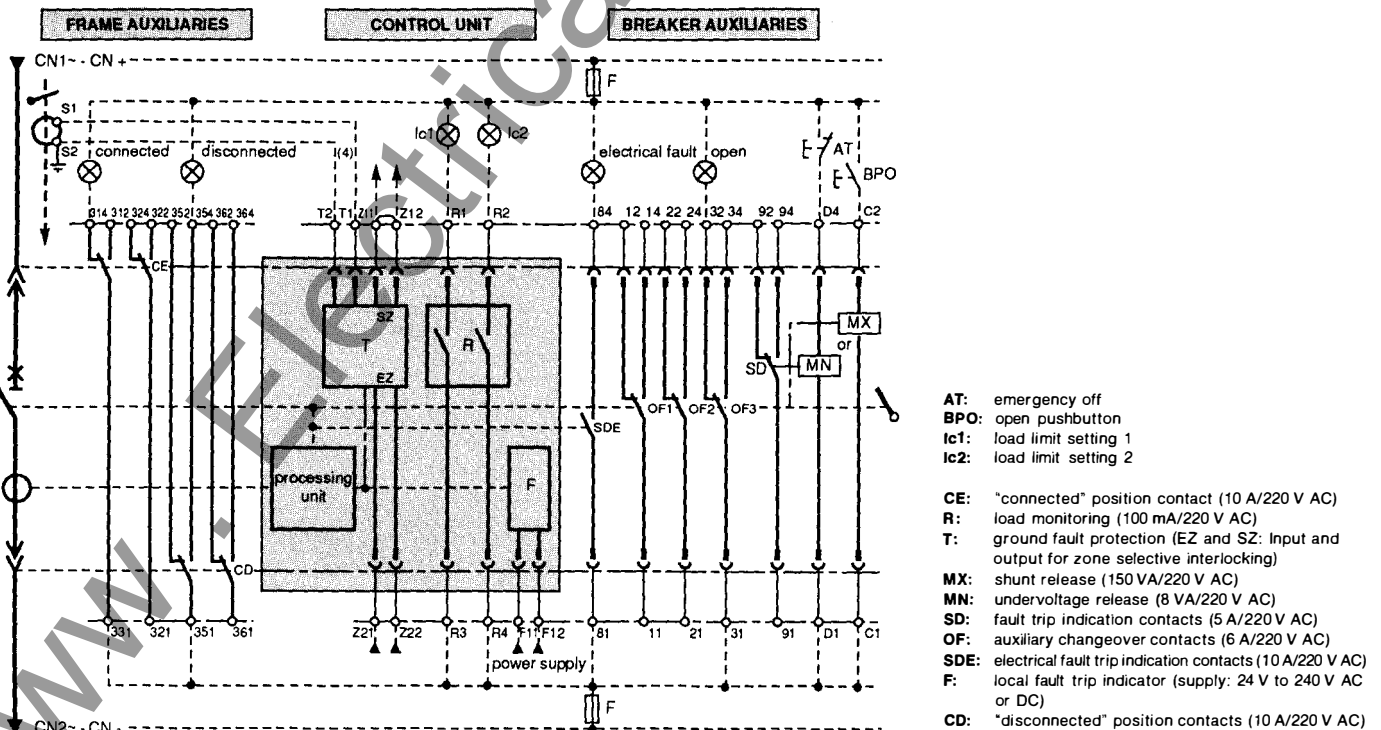 FRAME AUXILIARIES CONTROL UNIT BREAKER AUXILIARIES
CN1~ - CN +
F
S1
S2
connected disconnected (4) Ic1 Ic2 electrical fault open AT
BPO
314 312 324 322 352 354 362 364 T2 T1 Z11 Z12 R1 R2 84 12 14 22 24 32 34 92 94 D4 C2
CE
SZ
T
EZ
R
MX
or
SD MN
OF1 OF2 OF3
SDE
processing
unit
F
CD
331 321 351 361 Z21 Z22 R3 R4 F11 F12 81 11 21 31 91 D1 C1
power supply
F
CN2~ - CN -
AT: emergency off
BPO: open pushbutton
Ic1: load limit setting 1
Ic2: load limit setting 2
CE: "connected" position contact (10 A/220 V AC)
R: load monitoring (100 mA/220 V AC)
T: ground fault protection (EZ and SZ: Input and
output for zone selective interlocking)
MX: shunt release (150 VA/220 V AC)
MN: undervoltage release (8 VA/220 V AC)
SD: fault trip indication contacts (5 A/220 V AC)
OF: auxiliary changeover contacts (6 A/220 V AC)
SDE: electrical fault trip indication contacts (10 A/220 V AC)
F: local fault trip indicator (supply: 24 V to 240 V AC
or DC)
CD: "disconnected" position contacts (10 A/220 V AC)
www . Electrica